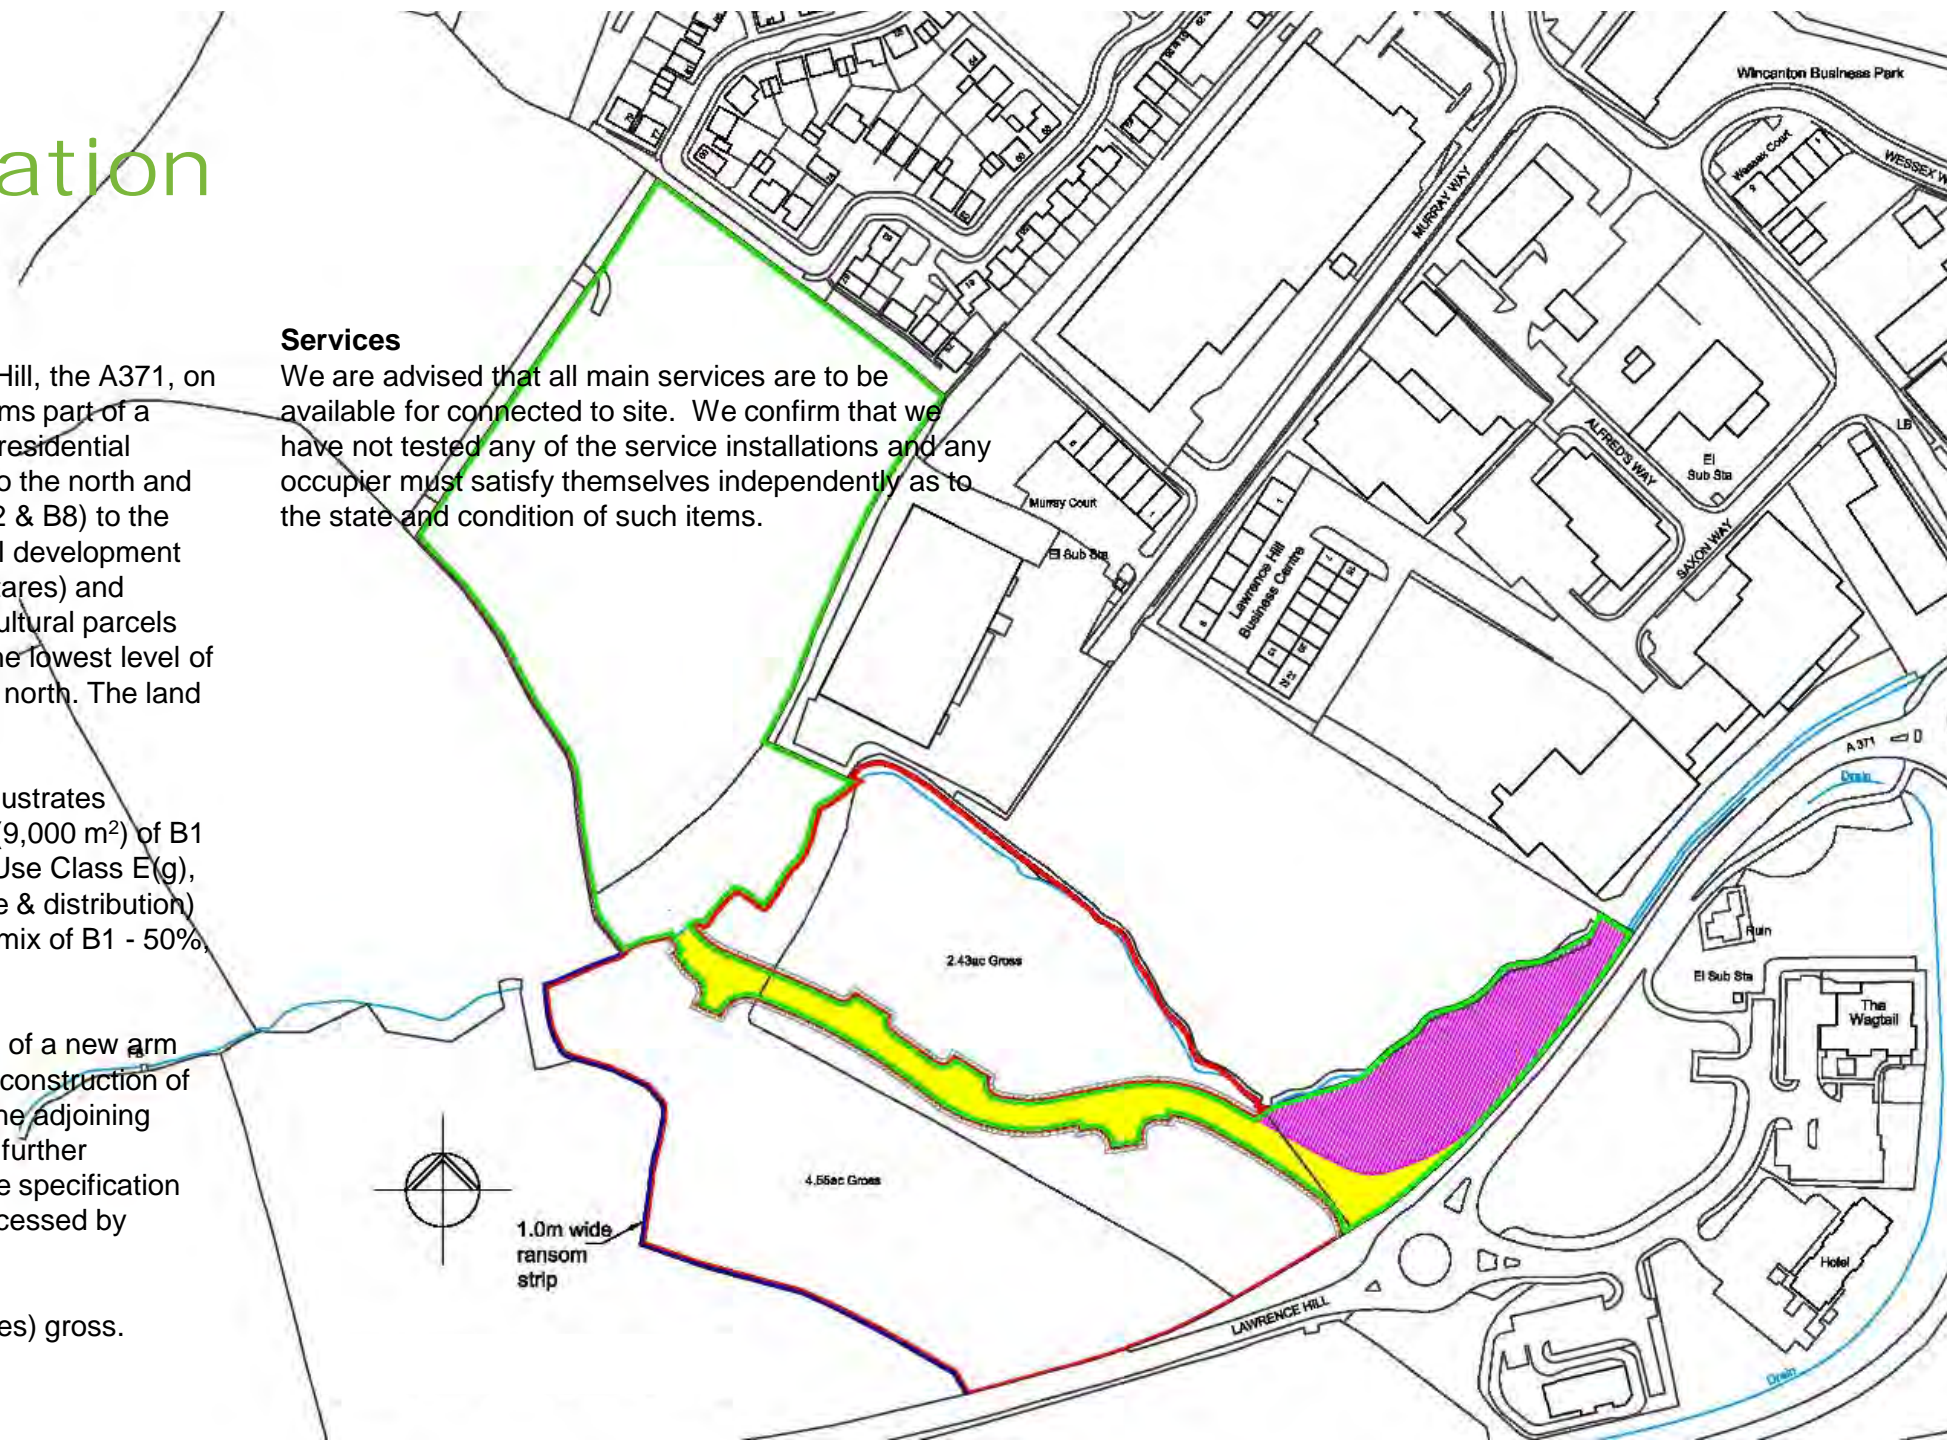 ation
Hill, the A371, on
ms part of a
residential
o the north and
2 & B8) to the
l development
tares) and
ultural parcels
he lowest level of
north. The land
lustrates
(9,000 m²) of B1
Use Class E(g),
e & distribution)
mix of B1 - 50%,
of a new arm
construction of
he adjoining
further
e specification
cessed by
es) gross.
Services
We are advised that all main services are to be
available for connected to site.  We confirm that we
have not tested any of the service installations and any
occupier must satisfy themselves independently as to
the state and condition of such items.
Wincanton Business Park
Wessex Court
WESSEX W
MURRAY WAY
ALFRED'S WAY
El
Sub Sta
LB
SAXON WAY
Murray Court
El Sub Sta
Lawrence Hill
Business Centre
A 371
Drain
Ruin
El Sub Sta
The
Wagtail
Hotel
Drain
2.43ac Gross
4.55ac Gross
1.0m wide
ransom
strip
LAWRENCE HILL
FB